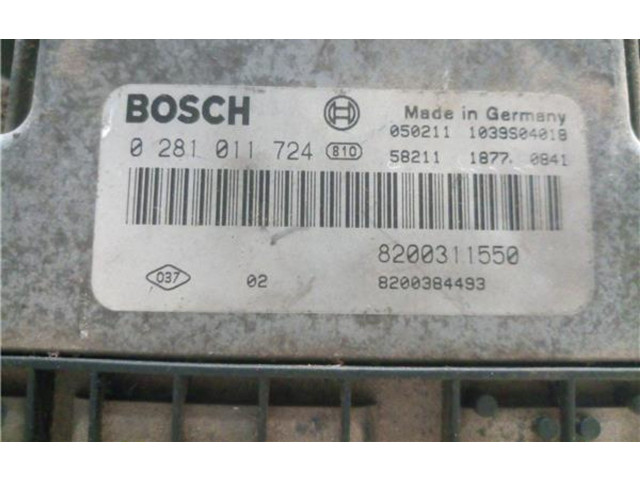 BOSCH
Made in Germany
050211 1039S04018
0 281 011 724 810
58211 1877. 0841
8200311550
037 02
8200384493